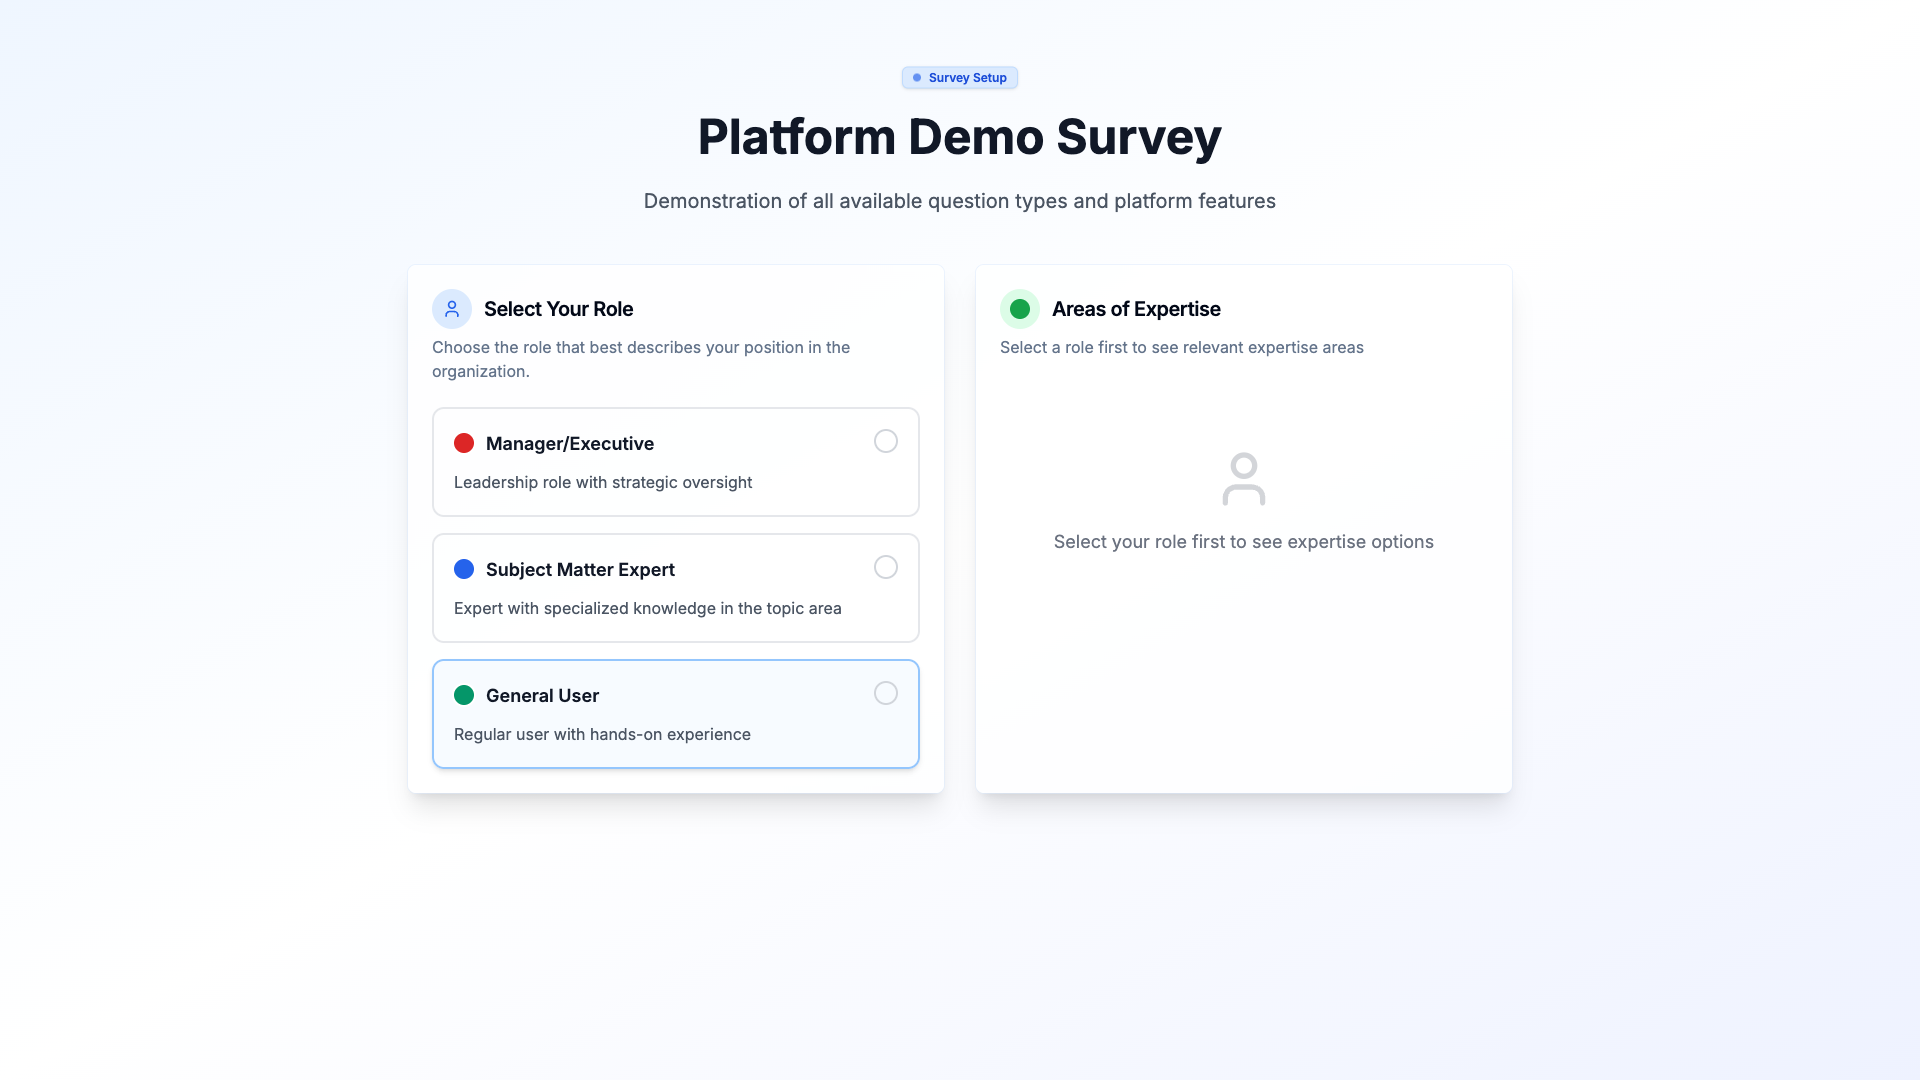 Survey Setup
Platform Demo Survey
Demonstration of all available question types and platform features
Select Your Role
Choose the role that best describes your position in the
organization.
Manager/Executive
Leadership role with strategic oversight
Subject Matter Expert
Expert with specialized knowledge in the topic area
General User
Regular user with hands-on experience
Areas of Expertise
Select a role first to see relevant expertise areas
Select your role first to see expertise options